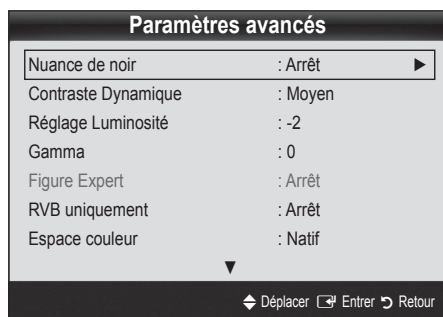 Paramètres avancés
Nuance de noir : Arrêt ▶
Contraste Dynamique : Moyen
Réglage Luminosité : -2
Gamma : 0
Figure Expert : Arrêt
RVB uniquement : Arrêt
Espace couleur : Natif
▼
Déplacer Entrer Retour